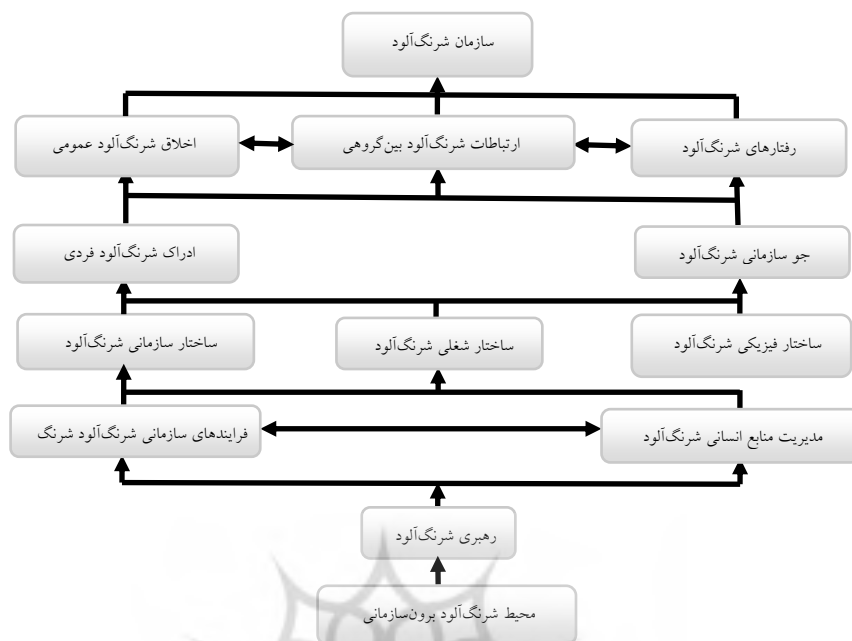 سازمان شرنگ‌آلود
رفتارهای شرنگ‌آلود
ارتباطات شرنگ‌آلود بین‌گروهی
اخلاق شرنگ‌آلود عمومی
جو سازمانی شرنگ‌آلود
ادراک شرنگ‌آلود فردی
ساختار فیزیکی شرنگ‌آلود
ساختار شغلی شرنگ‌آلود
ساختار سازمانی شرنگ‌آلود
مدیریت منابع انسانی شرنگ‌آلود
فرایندهای سازمانی شرنگ‌آلود شرنگ
رهبری شرنگ‌آلود
محیط شرنگ‌آلود برون‌سازمانی